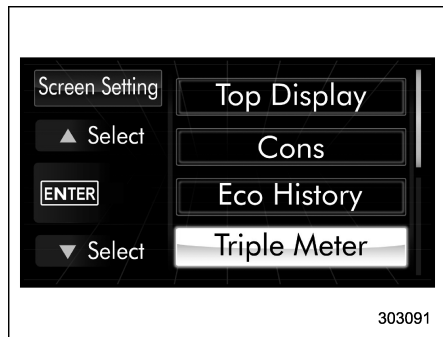 Screen Setting
▲ Select
ENTER
▼ Select
Top Display
Cons
Eco History
Triple Meter
303091